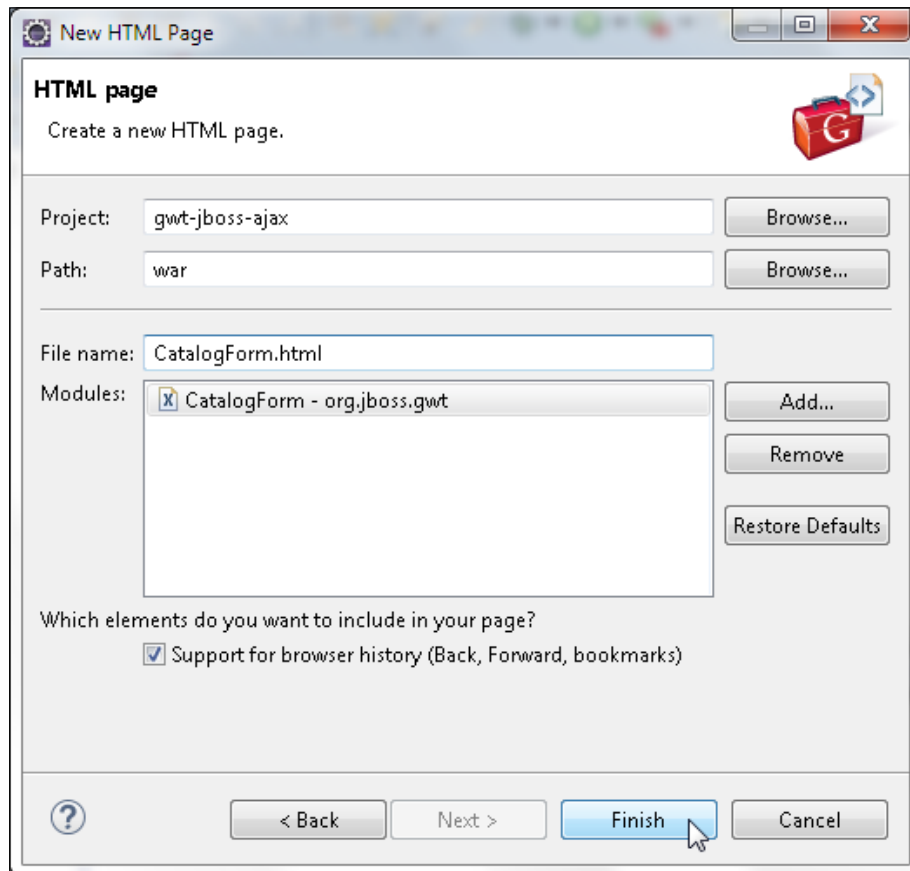 New HTML Page
HTML page
Create a new HTML page.
G
Project: gwt-jboss-ajax Browse...
Path: war Browse...
File name: CatalogForm.html
Modules: X CatalogForm - org.jboss.gwt Add...
Remove
Restore Defaults
Which elements do you want to include in your page?
Support for browser history (Back, Forward, bookmarks)
? < Back Next > Finish Cancel